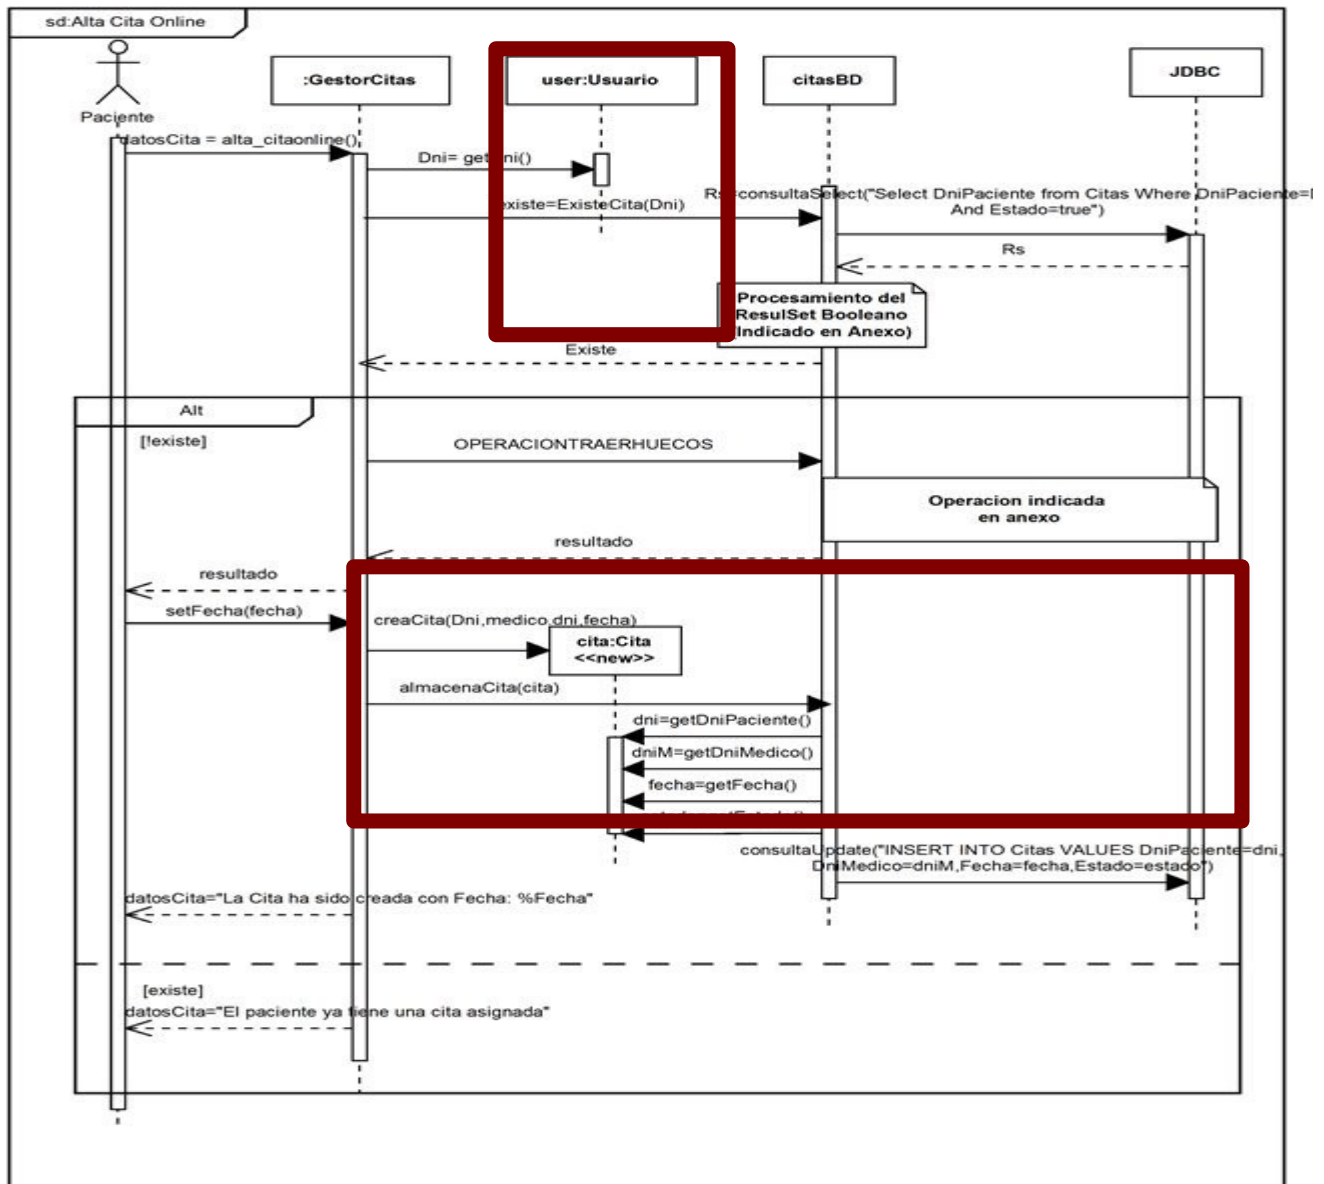 sd:Alta Cita Online
Paciente
:GestorCitas
user:Usuario
citasBD
JDBC
datosCita = alta_citaonline()
Dni= getDni()
existe=ExisteCita(Dni)
Rs=consultaSelect("Select DniPaciente from Citas Where DniPaciente=
And Estado=true")
Rs
Procesamiento del
ResulSet Booleano
(Indicado en Anexo)
Existe
Alt
[!existe]
OPERACIONTRAERHUECOS
Operacion indicada
en anexo
resultado
resultado
setFecha(fecha)
creaCita(Dni,medico,dni,fecha)
cita:Cita
<<new>>
almacenaCita(cita)
dni=getDniPaciente()
dniM=getDniMedico()
fecha=getFecha()
consultaUpdate("INSERT INTO Citas VALUES DniPaciente=dni,
DniMedico=dniM,Fecha=fecha,Estado=estado")
datosCita="La Cita ha sido creada con Fecha: %Fecha"
[existe]
datosCita="El paciente ya tiene una cita asignada"